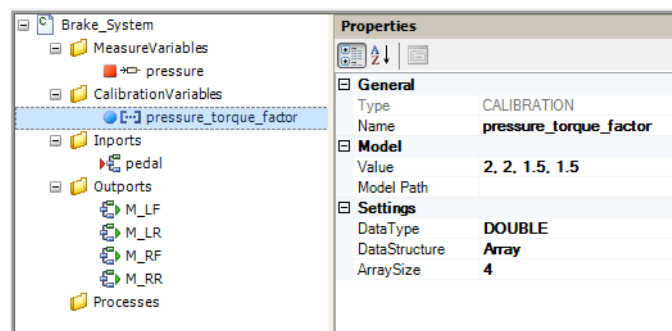 Brake_System
MeasureVariables
pressure
CalibrationVariables
pressure_torque_factor
Inports
pedal
Outports
M_LF
M_LR
M_RF
M_RR
Processes
Properties
General
Type CALIBRATION
Name pressure_torque_factor
Model
Value 2, 2, 1.5, 1.5
Model Path
Settings
DataType DOUBLE
DataStructure Array
ArraySize 4